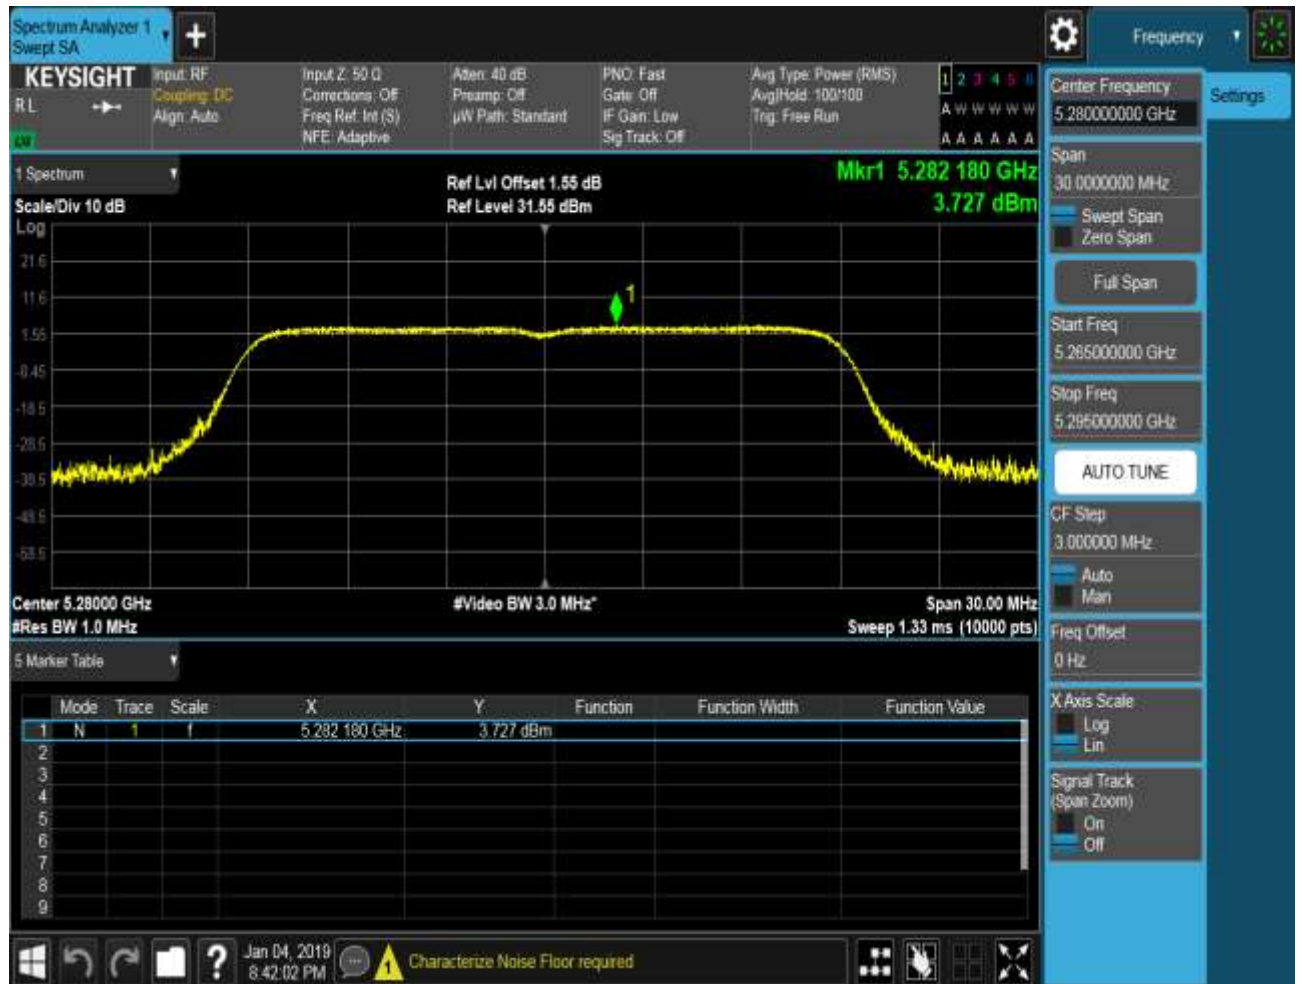 Spectrum Analyzer 1
Swept SA
+
Frequency
KEYSIGHT
RL
Input: RF
Coupling: DC
Align: Auto
Input Z: 50 Ω
Corrections: Off
Freq Ref: Int (S)
NFE: Adaptive
Atten: 40 dB
Preamp: Off
µW Path: Standard
PNO: Fast
Gate: Off
IF Gain: Low
Sig Track: Off
Avg Type: Power (RMS)
Avg|Hold: 100/100
Trig: Free Run
1 2 3 4 5 6
A W W W W W
A A A A A A
1 Spectrum
Scale/Div 10 dB
Ref Lvl Offset 1.55 dB
Ref Level 31.55 dBm
Mkr1 5.282 180 GHz
3.727 dBm
Log
21.6
11.6
1.55
-8.45
-18.5
-28.5
-38.5
-48.5
-58.5
1
Center 5.28000 GHz
#Res BW 1.0 MHz
#Video BW 3.0 MHz*
Span 30.00 MHz
Sweep 1.33 ms (10000 pts)
5 Marker Table
Mode Trace Scale X Y Function Function Width Function Value
1 N 1 f 5.282 180 GHz 3.727 dBm
2
3
4
5
6
7
8
9
Jan 04, 2019
8:42:02 PM
?
1
Characterize Noise Floor required
Center Frequency
5.280000000 GHz
Settings
Span
30.0000000 MHz
Swept Span
Zero Span
Full Span
Start Freq
5.265000000 GHz
Stop Freq
5.295000000 GHz
AUTO TUNE
CF Step
3.000000 MHz
Auto
Man
Freq Offset
0 Hz
X Axis Scale
Log
Lin
Signal Track
(Span Zoom)
On
Off